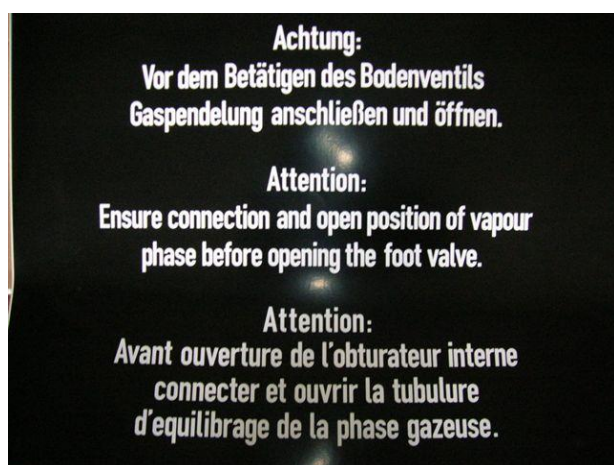 Achtung:
Vor dem Betätigen des Bodenventils
Gaspendelung anschließen und öffnen.
Attention:
Ensure connection and open position of vapour
phase before opening the foot valve.
Attention:
Avant ouverture de l'obturateur interne
connecter et ouvrir la tubulure
d'equilibrage de la phase gazeuse.